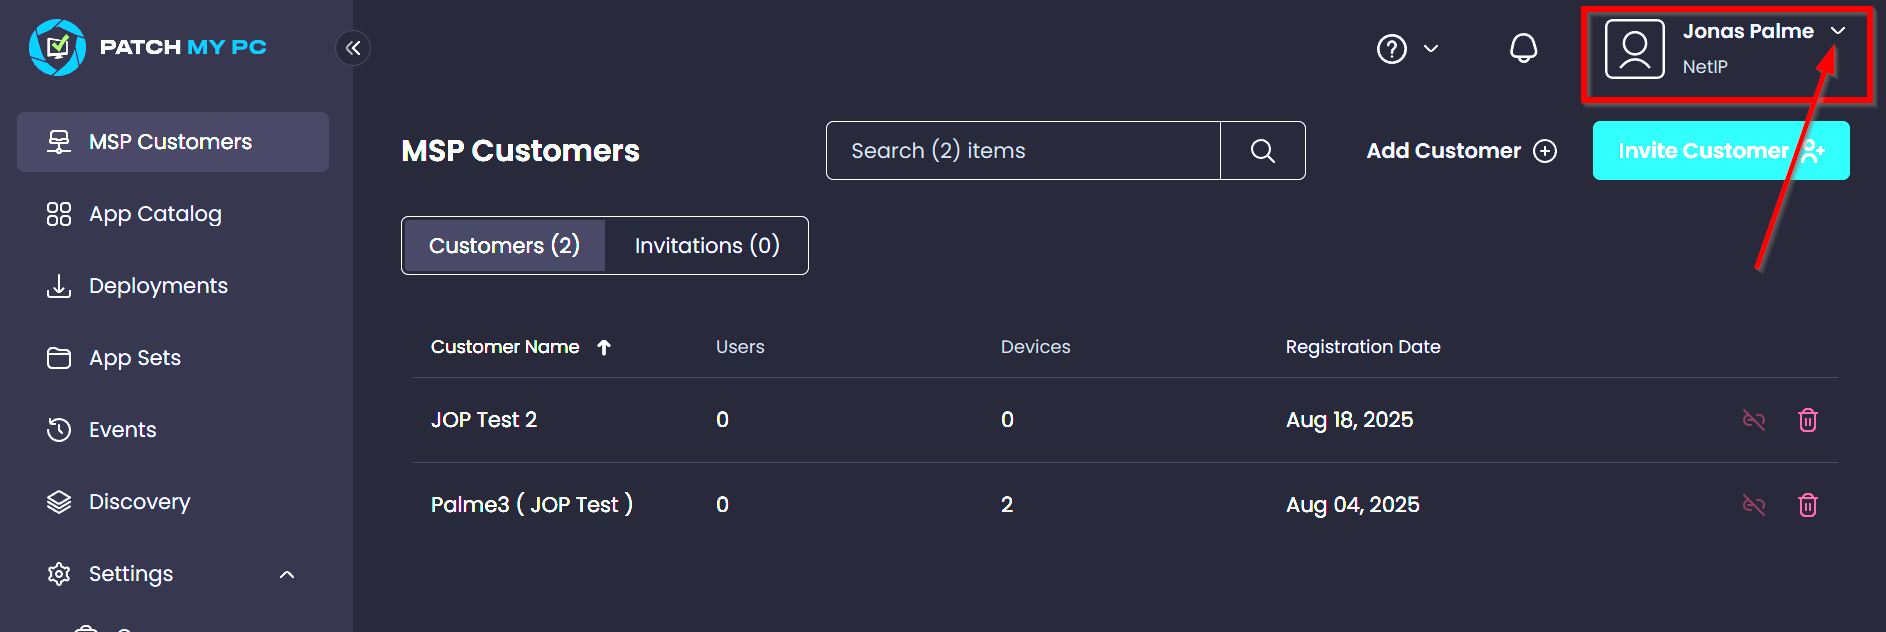 PATCH MY PC
Jonas Palme
NetIP
MSP Customers
App Catalog
Deployments
App Sets
Events
Discovery
Settings
MSP Customers
Search (2) items
Add Customer
Invite Customer
Customers (2)
Invitations (0)
Customer Name Users Devices Registration Date
JOP Test 2 0 0 Aug 18, 2025
Palme3 ( JOP Test ) 0 2 Aug 04, 2025